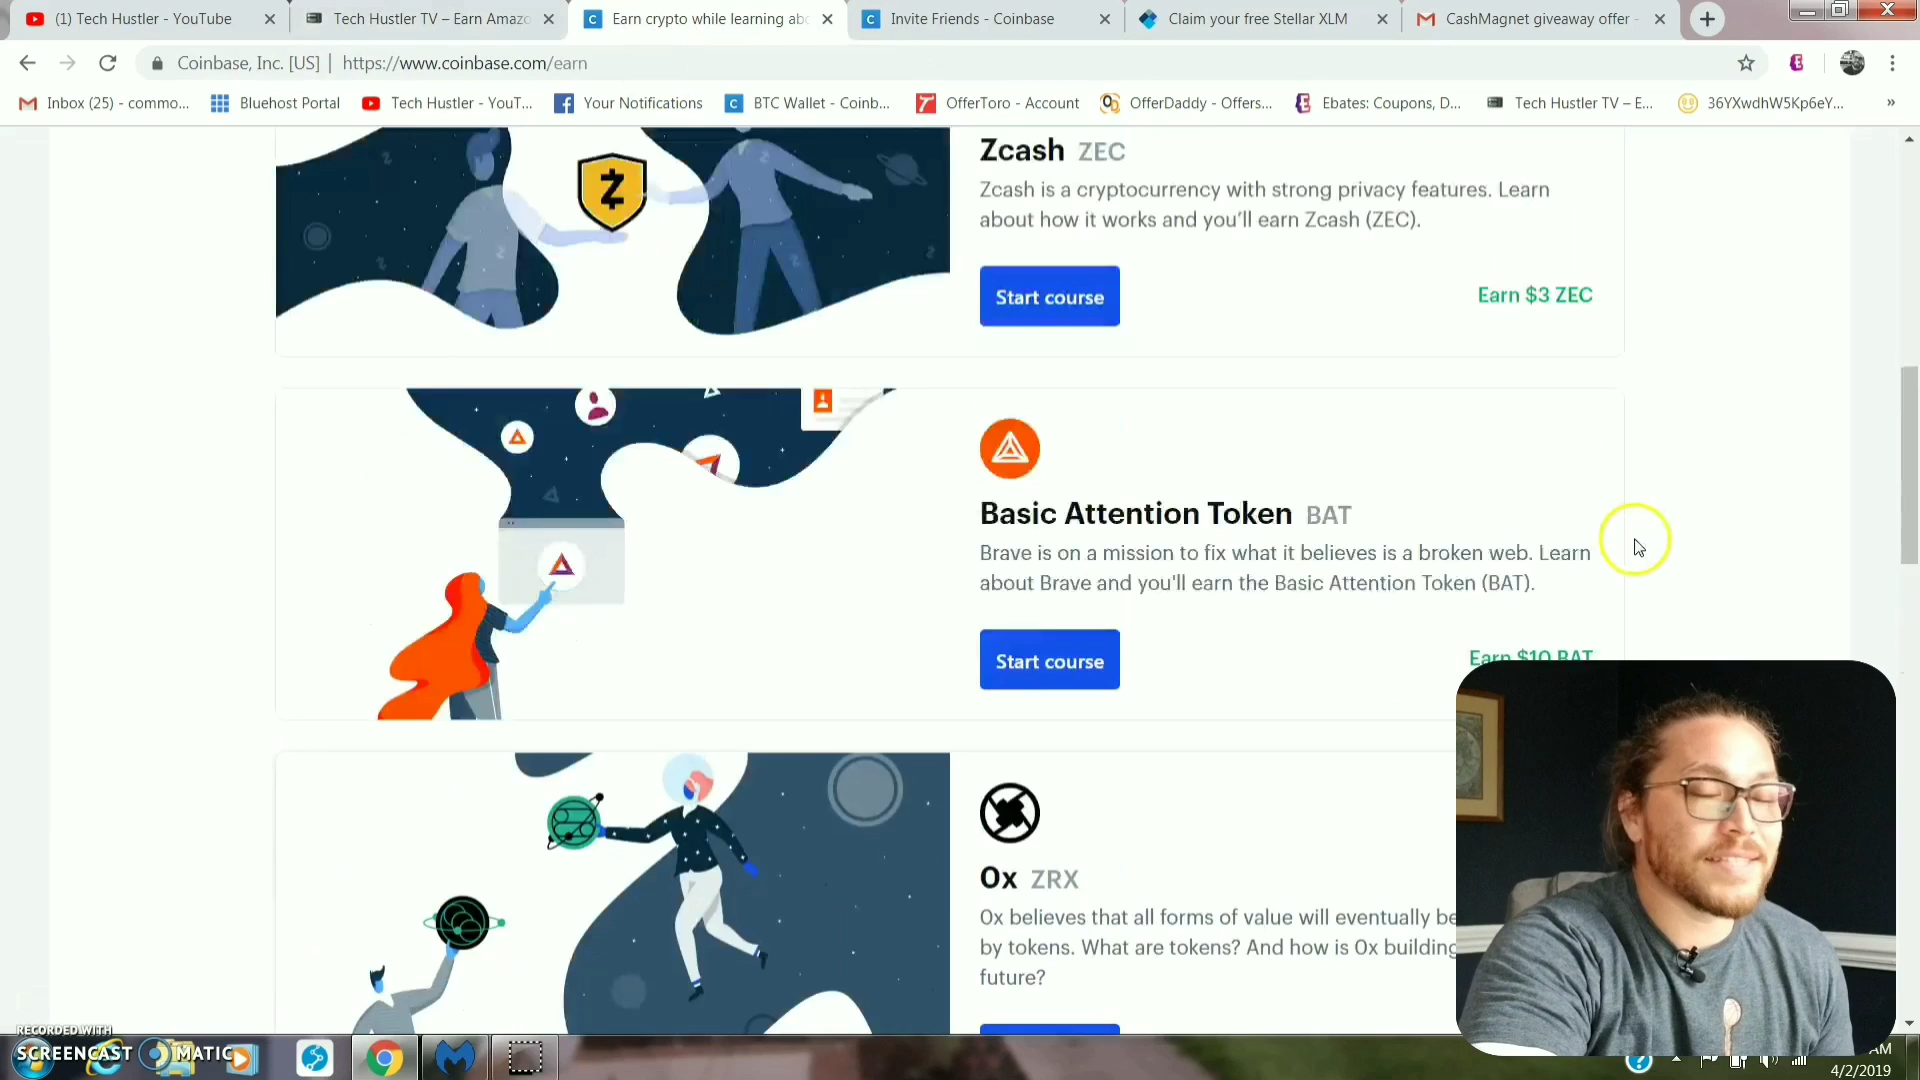 (1) Tech Hustler - YouTube
Tech Hustler TV – Earn Amazo
Earn crypto while learning abo
Invite Friends - Coinbase
Claim your free Stellar XLM
CashMagnet giveaway offer -
Coinbase, Inc. [US] | https://www.coinbase.com/earn
Inbox (25) - commo...
Bluehost Portal
Tech Hustler - YouT...
Your Notifications
BTC Wallet - Coinb...
OfferToro - Account
OfferDaddy - Offers...
Ebates: Coupons, D...
Tech Hustler TV – E...
36YXwdhW5Kp6eY...
»
Zcash ZEC
Zcash is a cryptocurrency with strong privacy features. Learn
about how it works and you'll earn Zcash (ZEC).
Start course
Earn $3 ZEC
Basic Attention Token BAT
Brave is on a mission to fix what it believes is a broken web. Learn
about Brave and you'll earn the Basic Attention Token (BAT).
Start course
Earn $10 BAT
0x ZRX
0x believes that all forms of value will eventually be
by tokens. What are tokens? And how is 0x building
future?
RECORDED WITH
SCREENCAST MATIC
AM
4/2/2019